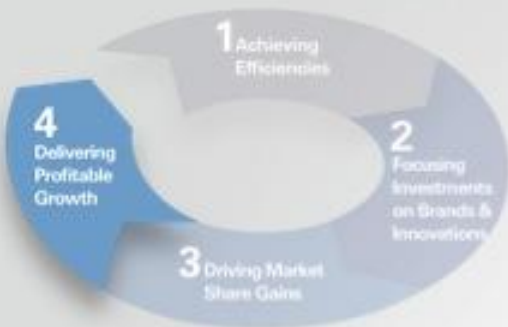 1 Achieving
Efficiencies
2
Focusing
Investments
on Brands &
Innovations
3 Driving Market
Share Gains
4
Delivering
Profitable
Growth